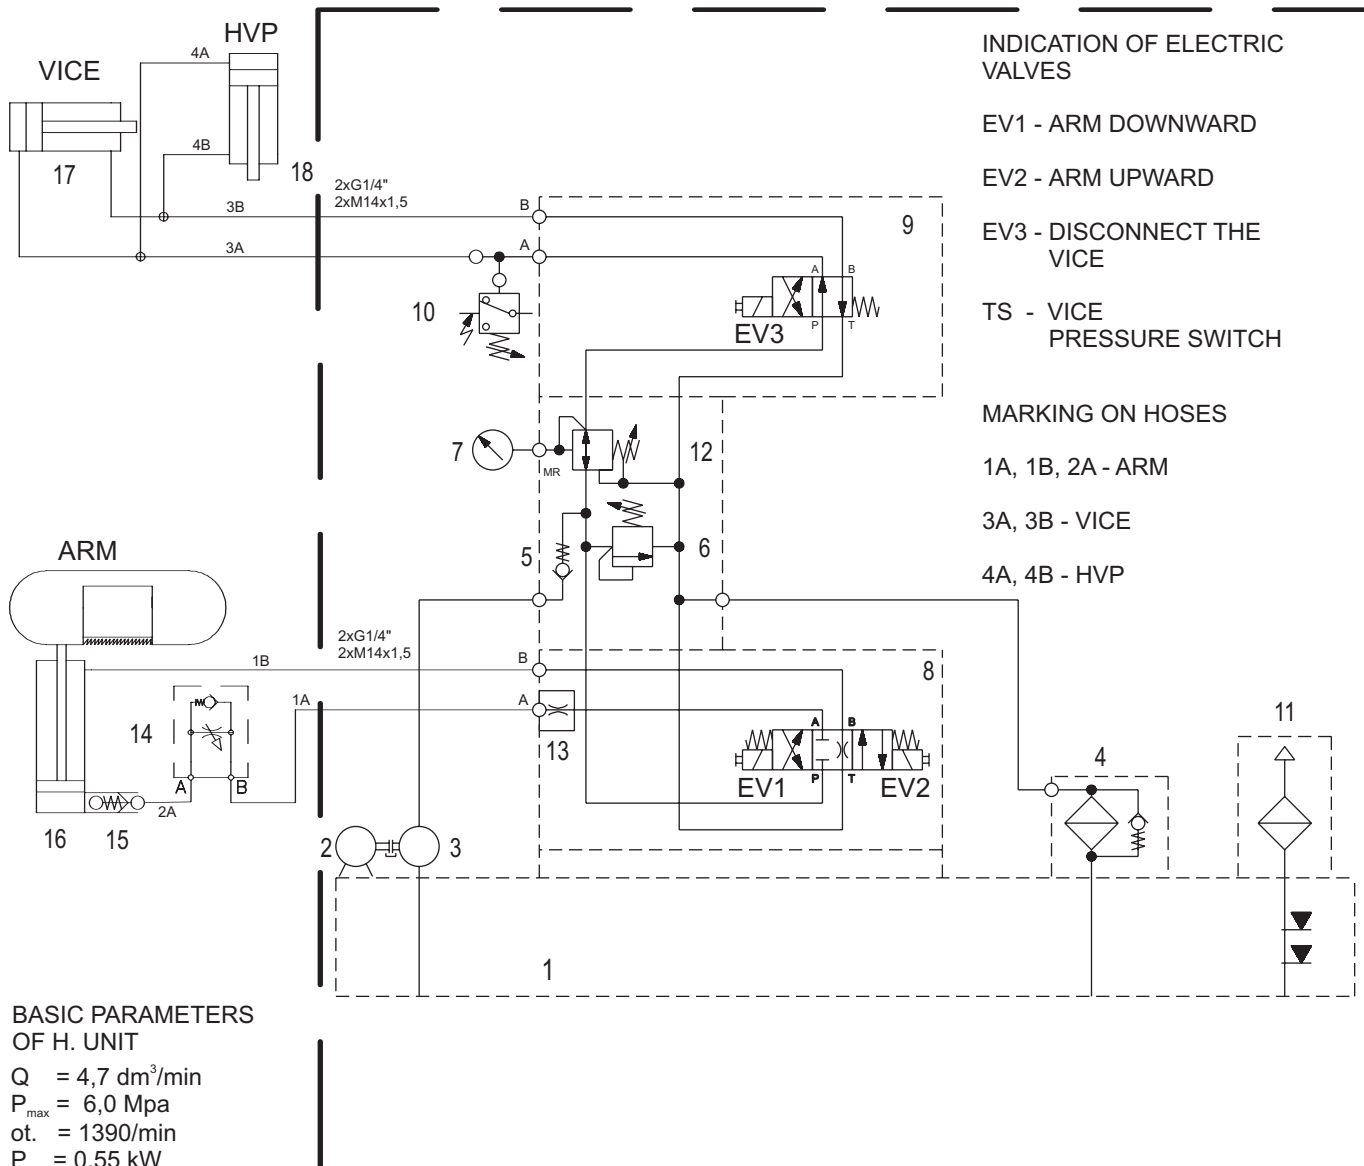 HVP
4A
VICE
4B
17
18
2xG1/4"
2xM14x1,5
3B
B
3A
A
9
10
A
B
P
T
EV3
7
MR
12
5
6
INDICATION OF ELECTRIC
VALVES
EV1 - ARM DOWNWARD
EV2 - ARM UPWARD
EV3 - DISCONNECT THE
VICE
TS - VICE
PRESSURE SWITCH
MARKING ON HOSES
1A, 1B, 2A - ARM
3A, 3B - VICE
4A, 4B - HVP
ARM
2xG1/4"
2xM14x1,5
1B
B
8
1A
A
14
13
A
B
A
B
P
T
EV1
EV2
2A
16
15
2
3
4
11
1
BASIC PARAMETERS
OF H. UNIT
Q = 4,7 dm³/min
Pmax = 6,0 Mpa
ot. = 1390/min
P = 0,55 kW